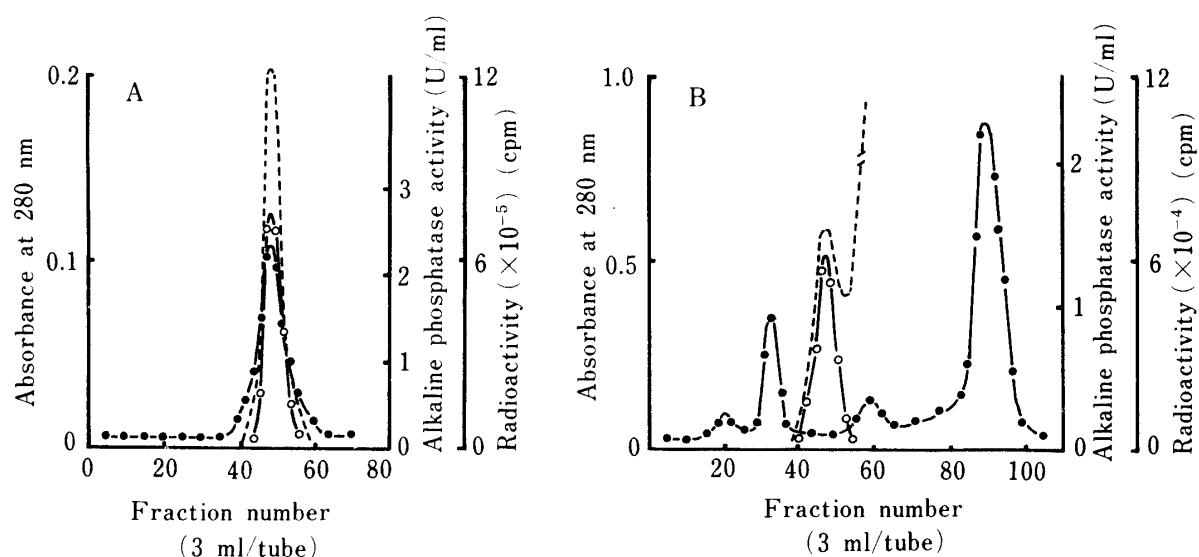 A
0.2
0.1
0
Absorbance at 280 nm
0 20 40 60 80
Fraction number
(3 ml/tube)
3
2
1
0
Alkaline phosphatase activity (U/ml)
12
6
0
Radioactivity (×10⁻⁵) (cpm)
B
1.0
0.5
0
Absorbance at 280 nm
20 40 60 80 100
Fraction number
(3 ml/tube)
2
1
0
Alkaline phosphatase activity (U/ml)
12
6
0
Radioactivity (×10⁻⁴) (cpm)